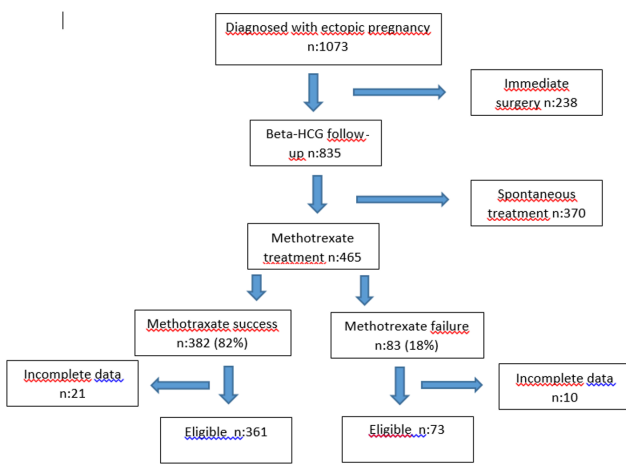 Diagnosed with ectopic pregnancy
n:1073
Immediate
surgery n:238
Beta-HCG follow-
up n:835
Spontaneous
treatment n:370
Methotrexate
treatment n:465
Methotraxate success
n:382 (82%)
Methotrexate failure
n:83 (18%)
Incomplete data
n:21
Incomplete data
n:10
Eligible n:361
Eligible n:73